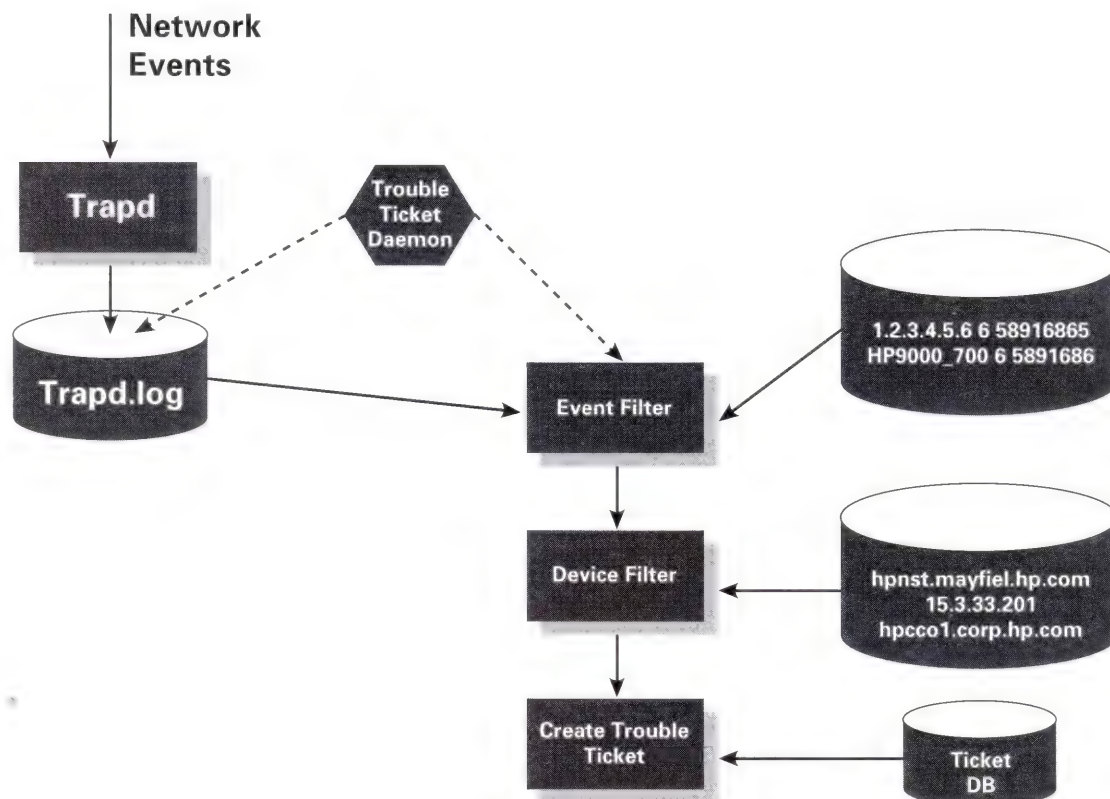 Network
Events
Trapd
Trouble
Ticket
Daemon
Trapd.log
1.2.3.4.5.6 6 58916865
HP9000_700 6 5891686
Event Filter
Device Filter
hpnst.mayfiel.hp.com
15.3.33.201
hpcco1.corp.hp.com
Create Trouble
Ticket
Ticket
DB